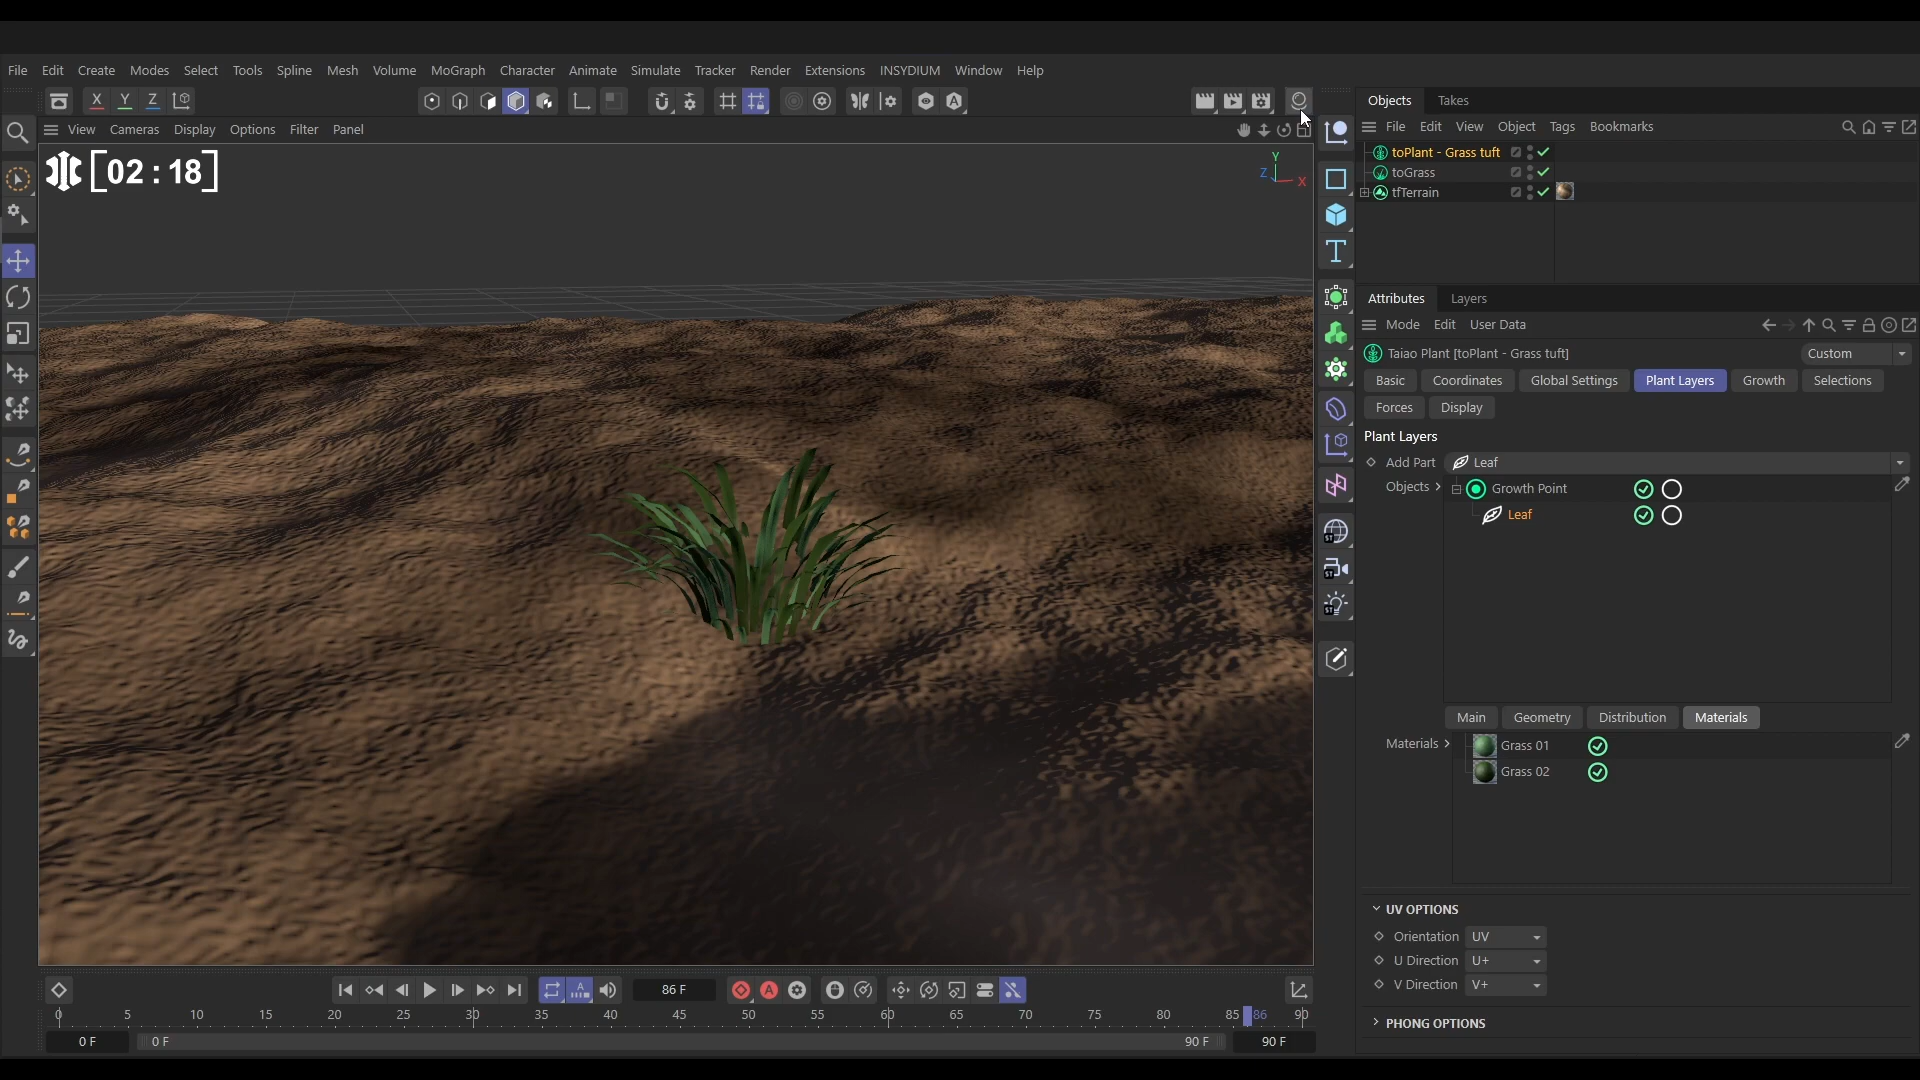 File Edit Create Modes Select Tools Spline Mesh Volume MoGraph Character Animate Simulate Tracker Render Extensions INSYDIUM Window Help
X Y Z
A
Objects Takes
View Cameras Display Options Filter Panel
File Edit View Object Tags Bookmarks
[02:18]
Y
Z X
toPlant - Grass tuft
toGrass
tfTerrain
T
Attributes Layers
Mode Edit User Data
Taiao Plant [toPlant - Grass tuft] Custom
Basic Coordinates Global Settings Plant Layers Growth Selections
Forces Display
Plant Layers
Add Part Leaf
Objects > Growth Point
Leaf
ST
ST
ST
Main Geometry Distribution Materials
Materials > Grass 01
Grass 02
UV OPTIONS
Orientation UV
U Direction U+
V Direction V+
PHONG OPTIONS
A 86 F A
0 5 10 15 20 25 30 35 40 45 50 55 60 65 70 75 80 85 86 90
0 F 0 F 90 F 90 F